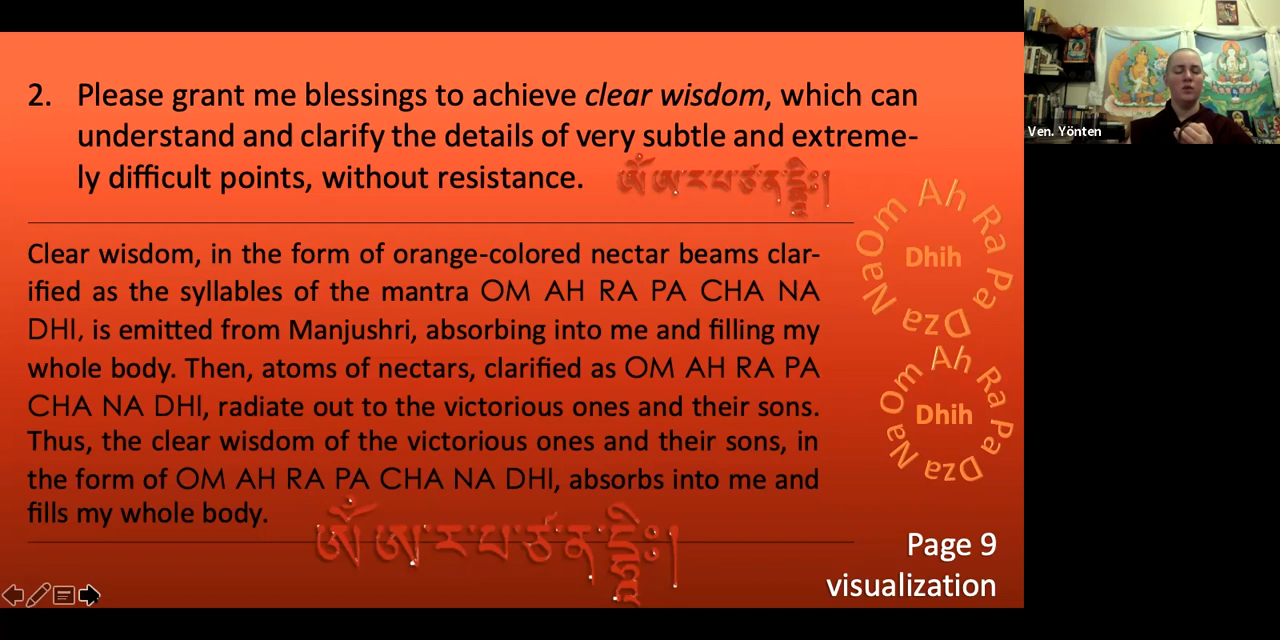 2. Please grant me blessings to achieve clear wisdom, which can
understand and clarify the details of very subtle and extreme-
ly difficult points, without resistance.
ༀ་ཨ་ར་པ་ཙ་ན་དྷཱིཿ།
Clear wisdom, in the form of orange-colored nectar beams clar-
ified as the syllables of the mantra OM AH RA PA CHA NA
DHI, is emitted from Manjushri, absorbing into me and filling my
whole body. Then, atoms of nectars, clarified as OM AH RA PA
CHA NA DHI, radiate out to the victorious ones and their sons.
Thus, the clear wisdom of the victorious ones and their sons, in
the form of OM AH RA PA CHA NA DHI, absorbs into me and
fills my whole body.
ༀ་ཨ་ར་པ་ཙ་ན་དྷཱིཿ།
Om Ah Ra Pa Dza Na
Dhih
Om Ah Ra Pa Dza Na
Dhih
Page 9
visualization
Ven. Yönten